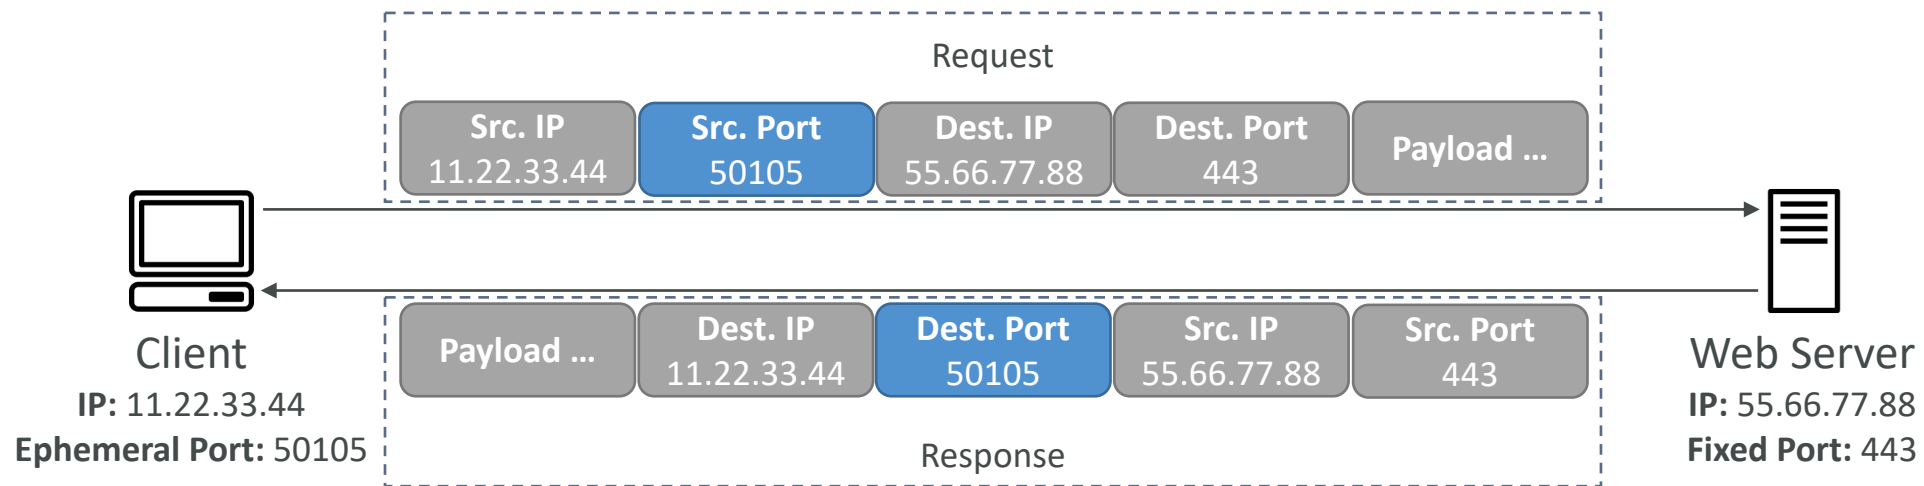 Request
Src. IP
11.22.33.44
Src. Port
50105
Dest. IP
55.66.77.88
Dest. Port
443
Payload ...
Payload ...
Dest. IP
11.22.33.44
Dest. Port
50105
Src. IP
55.66.77.88
Src. Port
443
Response
Client
IP: 11.22.33.44
Ephemeral Port: 50105
Web Server
IP: 55.66.77.88
Fixed Port: 443